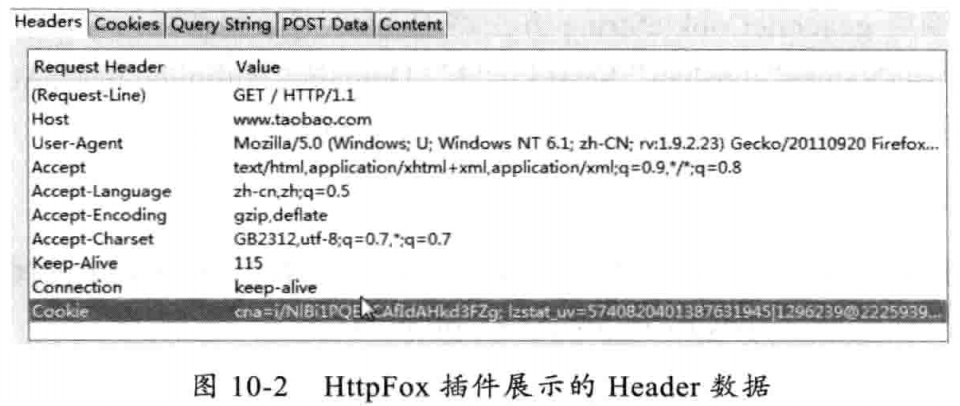 Headers Cookies Query String POST Data Content
Request Header Value
(Request-Line) GET / HTTP/1.1
Host www.taobao.com
User-Agent Mozilla/5.0 (Windows; U; Windows NT 6.1; zh-CN; rv:1.9.2.23) Gecko/20110920 Firefox...
Accept text/html,application/xhtml+xml,application/xml;q=0.9,*/*;q=0.8
Accept-Language zh-cn,zh;q=0.5
Accept-Encoding gzip,deflate
Accept-Charset GB2312,utf-8;q=0.7,*;q=0.7
Keep-Alive 115
Connection keep-alive
Cookie lzstat_uv=5740820401387631945|1296239@2225939...
图 10-2 HttpFox 插件展示的 Header 数据